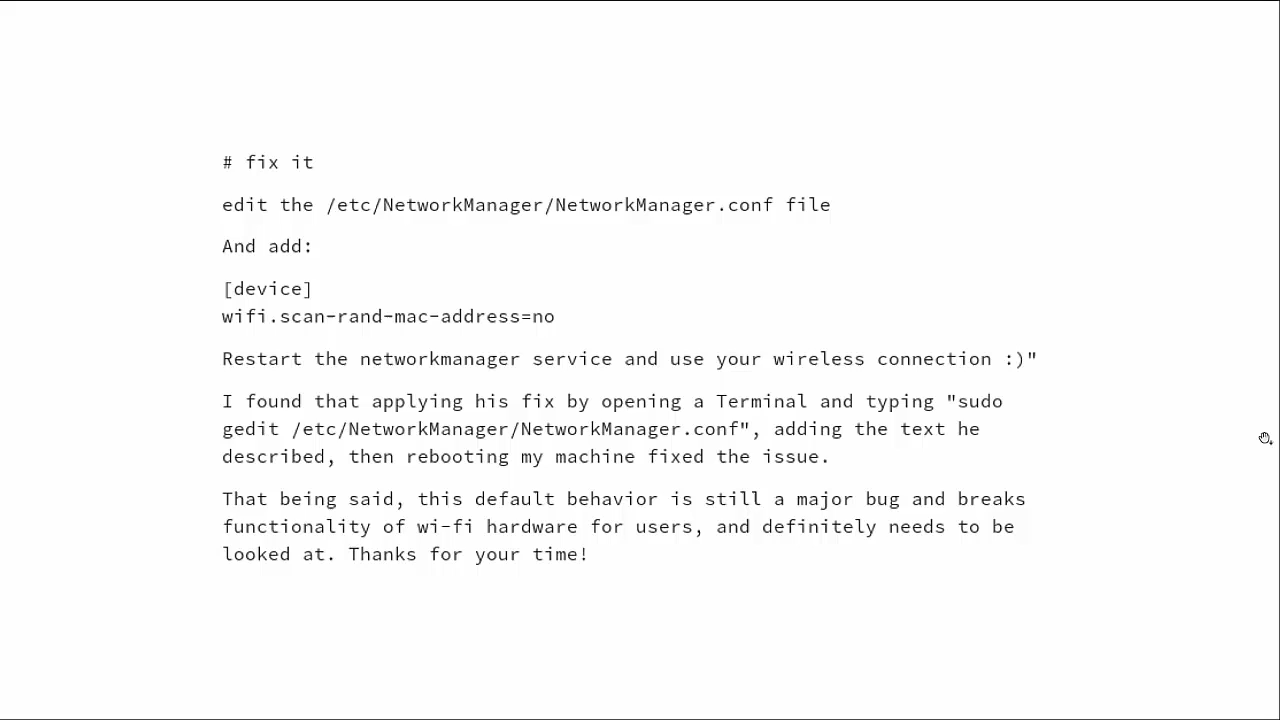 # fix it
edit the /etc/NetworkManager/NetworkManager.conf file
And add:
[device]
wifi.scan-rand-mac-address=no
Restart the networkmanager service and use your wireless connection :)"
I found that applying his fix by opening a Terminal and typing "sudo
gedit /etc/NetworkManager/NetworkManager.conf", adding the text he
described, then rebooting my machine fixed the issue.
That being said, this default behavior is still a major bug and breaks
functionality of wi-fi hardware for users, and definitely needs to be
looked at. Thanks for your time!